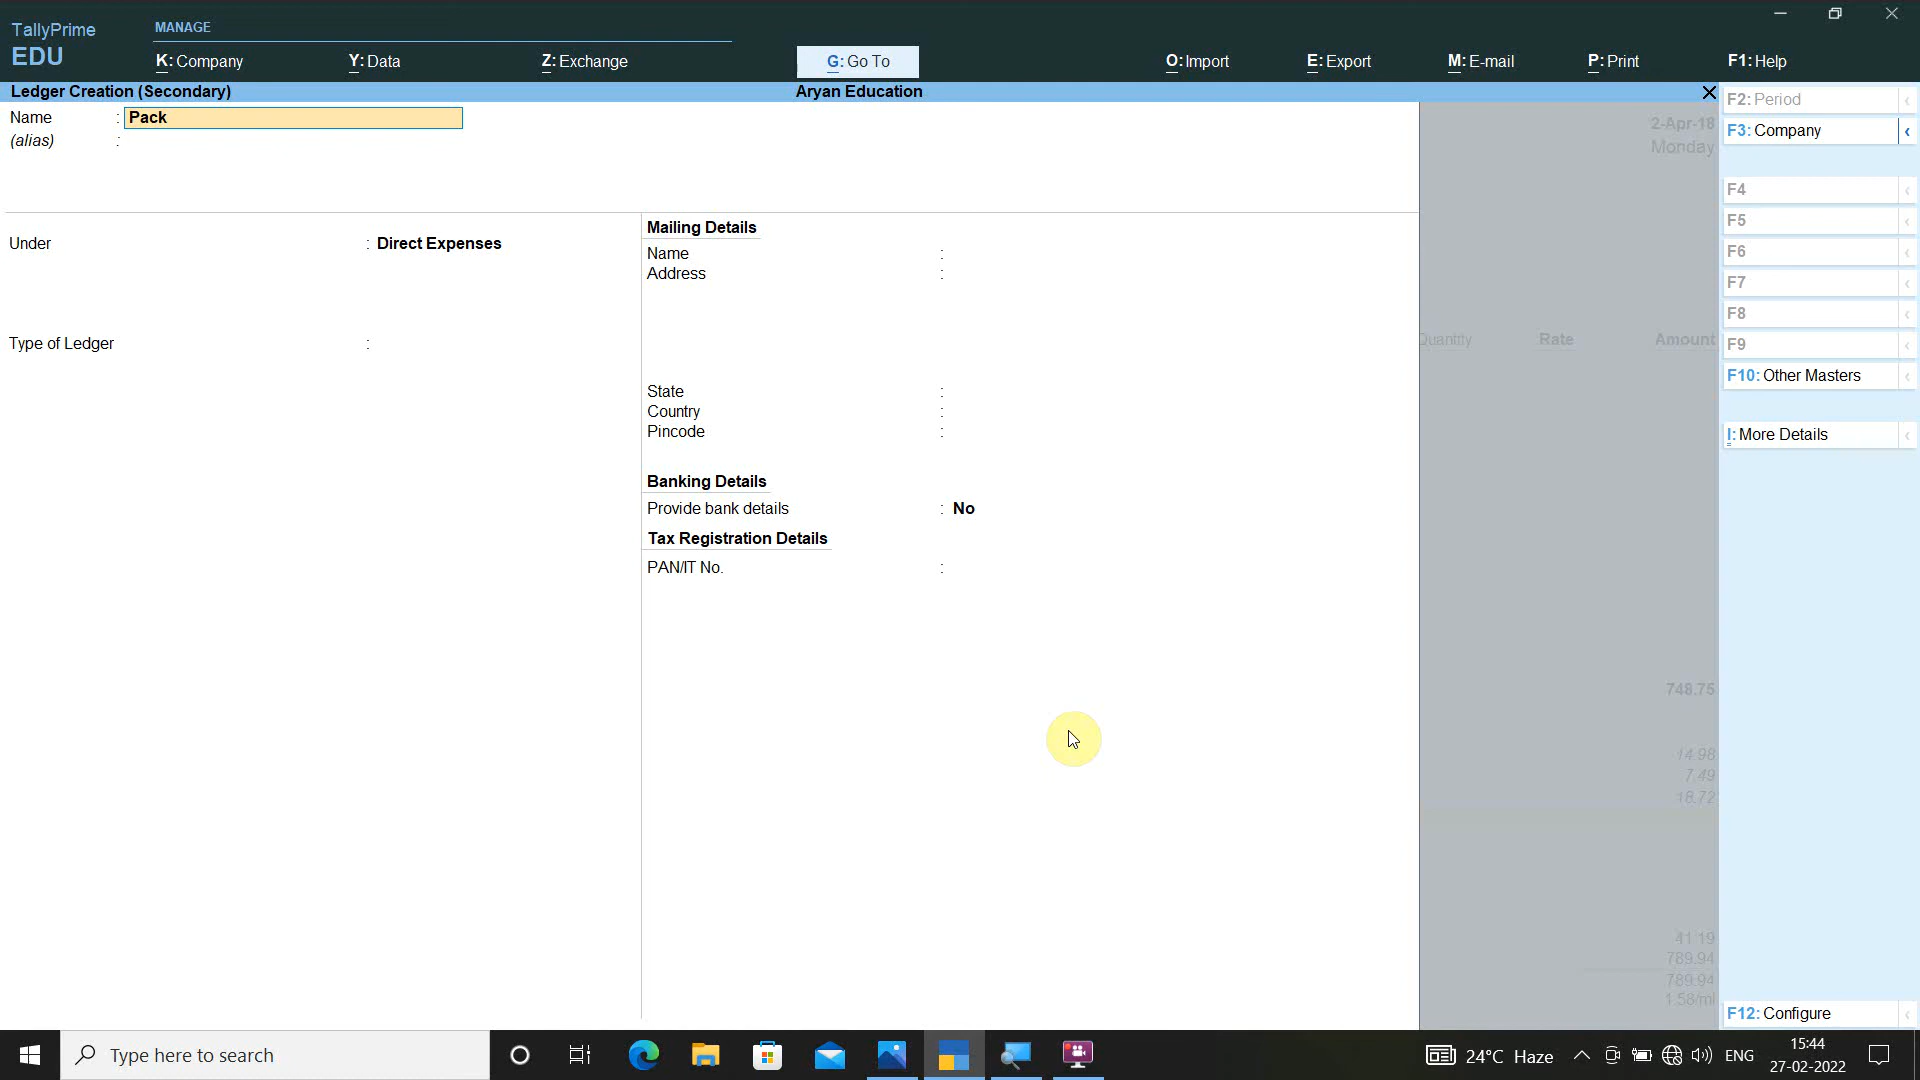 TallyPrime
EDU
MANAGE
K: Company
Y: Data
Z: Exchange
G: Go To
O: Import
E: Export
M: E-mail
P: Print
F1: Help
Ledger Creation (Secondary)
Aryan Education
Name : Pack
(alias) :
2-Apr-18
Monday
Under : Direct Expenses
Type of Ledger :
Mailing Details
Name :
Address :
State :
Country :
Pincode :
Banking Details
Provide bank details : No
Tax Registration Details
PAN/IT No. :
Quantity Rate Amount
748.75
14.98
7.49
18.72
41.19
789.94
789.94
1.58/ml
F2: Period
F3: Company
F4
F5
F6
F7
F8
F9
F10: Other Masters
I: More Details
F12: Configure
Type here to search
24°C Haze
ENG
15:44
27-02-2022